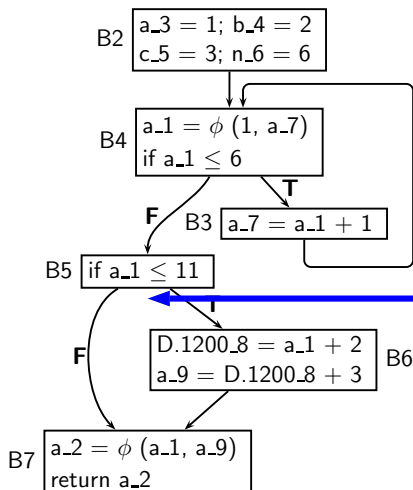 B2
a_3 = 1; b_4 = 2
c_5 = 3; n_6 = 6
B4
a_1 = ϕ (1, a_7)
if a_1 ≤ 6
T
F
B3
a_7 = a_1 + 1
B5
if a_1 ≤ 11
T
F
D.1200_8 = a_1 + 2
a_9 = D.1200_8 + 3
B6
B7
a_2 = ϕ (a_1, a_9)
return a_2